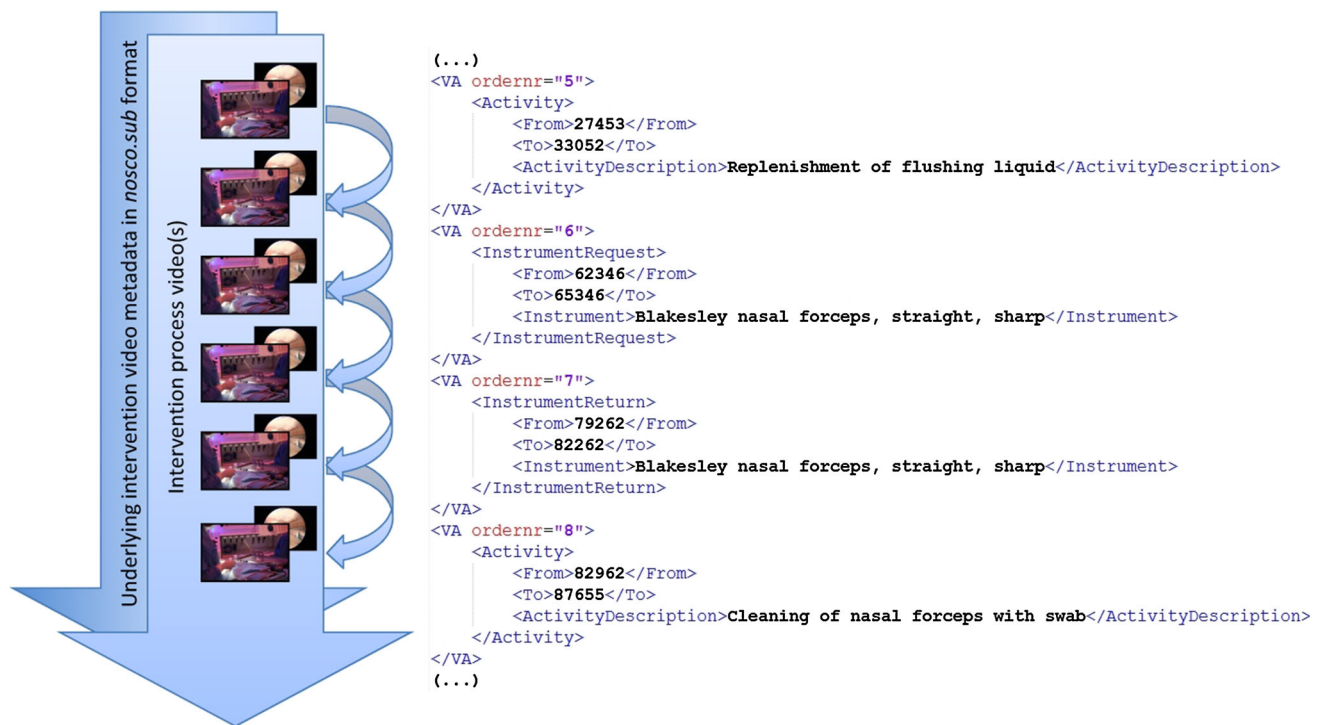 Underlying intervention video metadata in nosco.sub format
Intervention process video(s)
(...)
<VA ordernr="5">
<Activity>
<From>27453</From>
<To>33052</To>
<ActivityDescription>Replenishment of flushing liquid</ActivityDescription>
</Activity>
</VA>
<VA ordernr="6">
<InstrumentRequest>
<From>62346</From>
<To>65346</To>
<Instrument>Blakesley nasal forceps, straight, sharp</Instrument>
</InstrumentRequest>
</VA>
<VA ordernr="7">
<InstrumentReturn>
<From>79262</From>
<To>82262</To>
<Instrument>Blakesley nasal forceps, straight, sharp</Instrument>
</InstrumentReturn>
</VA>
<VA ordernr="8">
<Activity>
<From>82962</From>
<To>87655</To>
<ActivityDescription>Cleaning of nasal forceps with swab</ActivityDescription>
</Activity>
</VA>
(...)